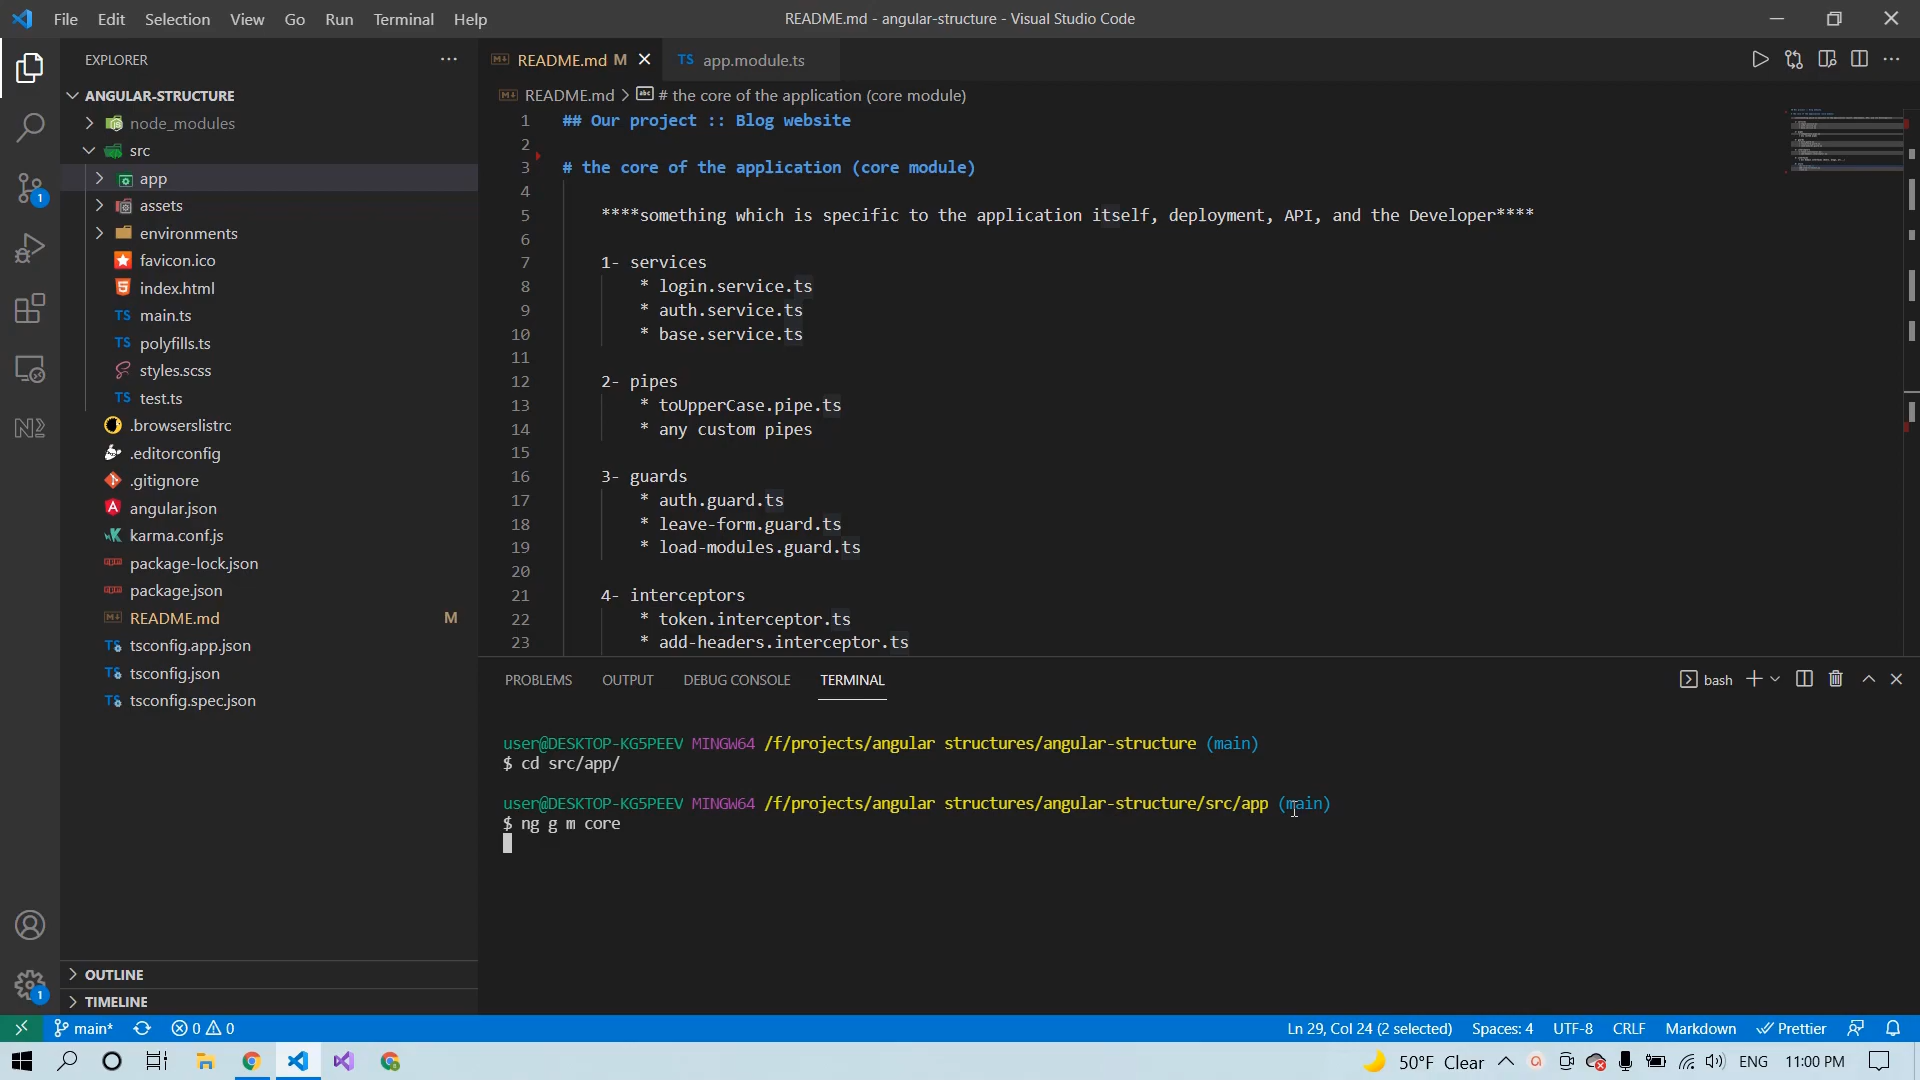 File Edit Selection View Go Run Terminal Help
README.md - angular-structure - Visual Studio Code
EXPLORER
ANGULAR-STRUCTURE
node_modules
src
app
assets
environments
favicon.ico
index.html
TS main.ts
TS polyfills.ts
styles.scss
TS test.ts
.browserslistrc
.editorconfig
.gitignore
angular.json
karma.conf.js
package-lock.json
package.json
README.md M
TS tsconfig.app.json
TS tsconfig.json
TS tsconfig.spec.json
OUTLINE
TIMELINE
1
1
README.md M
TS app.module.ts
README.md > # the core of the application (core module)
1 ## Our project :: Blog website
2
3 # the core of the application (core module)
4
5 ****something which is specific to the application itself, deployment, API, and the Developer****
6
7 1- services
8 * login.service.ts
9 * auth.service.ts
10 * base.service.ts
11
12 2- pipes
13 * toUpperCase.pipe.ts
14 * any custom pipes
15
16 3- guards
17 * auth.guard.ts
18 * leave-form.guard.ts
19 * load-modules.guard.ts
20
21 4- interceptors
22 * token.interceptor.ts
23 * add-headers.interceptor.ts
PROBLEMS OUTPUT DEBUG CONSOLE TERMINAL
bash
user@DESKTOP-KG5PEEV MINGW64 /f/projects/angular structures/angular-structure (main)
$ cd src/app/
user@DESKTOP-KG5PEEV MINGW64 /f/projects/angular structures/angular-structure/src/app (main)
$ ng g m core
main* 0 0
Ln 29, Col 24 (2 selected) Spaces: 4 UTF-8 CRLF Markdown Prettier
50°F Clear ENG 11:00 PM